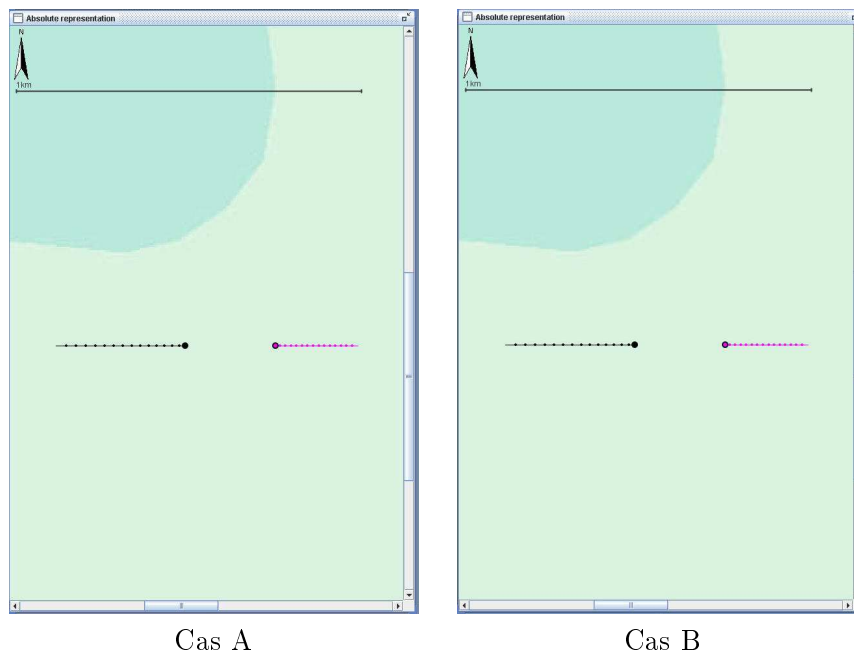 Absolute representation
N
1km
Cas A
Absolute representation
N
1km
Cas B